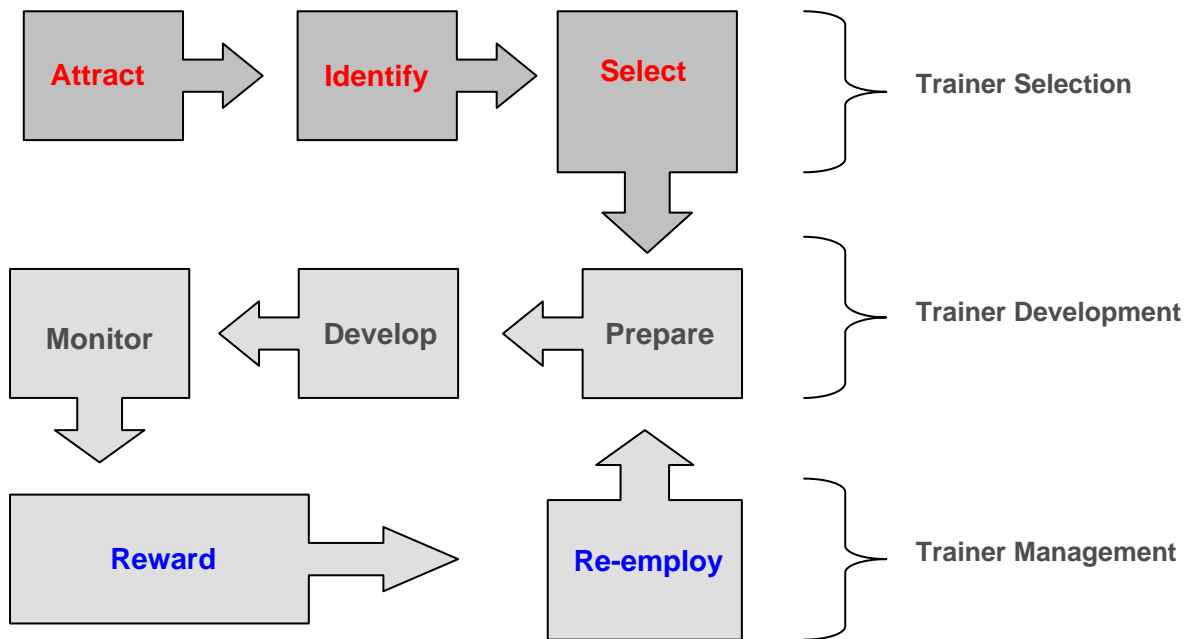 Attract
Identify
Select
Trainer Selection
Monitor
Develop
Prepare
Trainer Development
Reward
Re-employ
Trainer Management